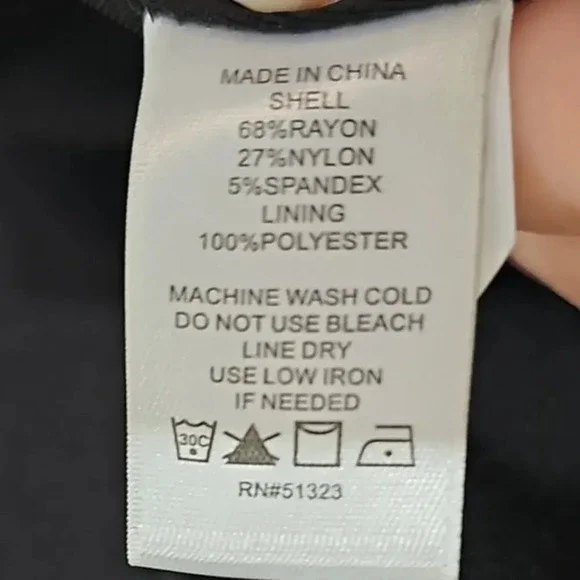 MADE IN CHINA
SHELL
68%RAYON
27%NYLON
5%SPANDEX
LINING
100%POLYESTER
MACHINE WASH COLD
DO NOT USE BLEACH
LINE DRY
USE LOW IRON
IF NEEDED
30C
RN#51323